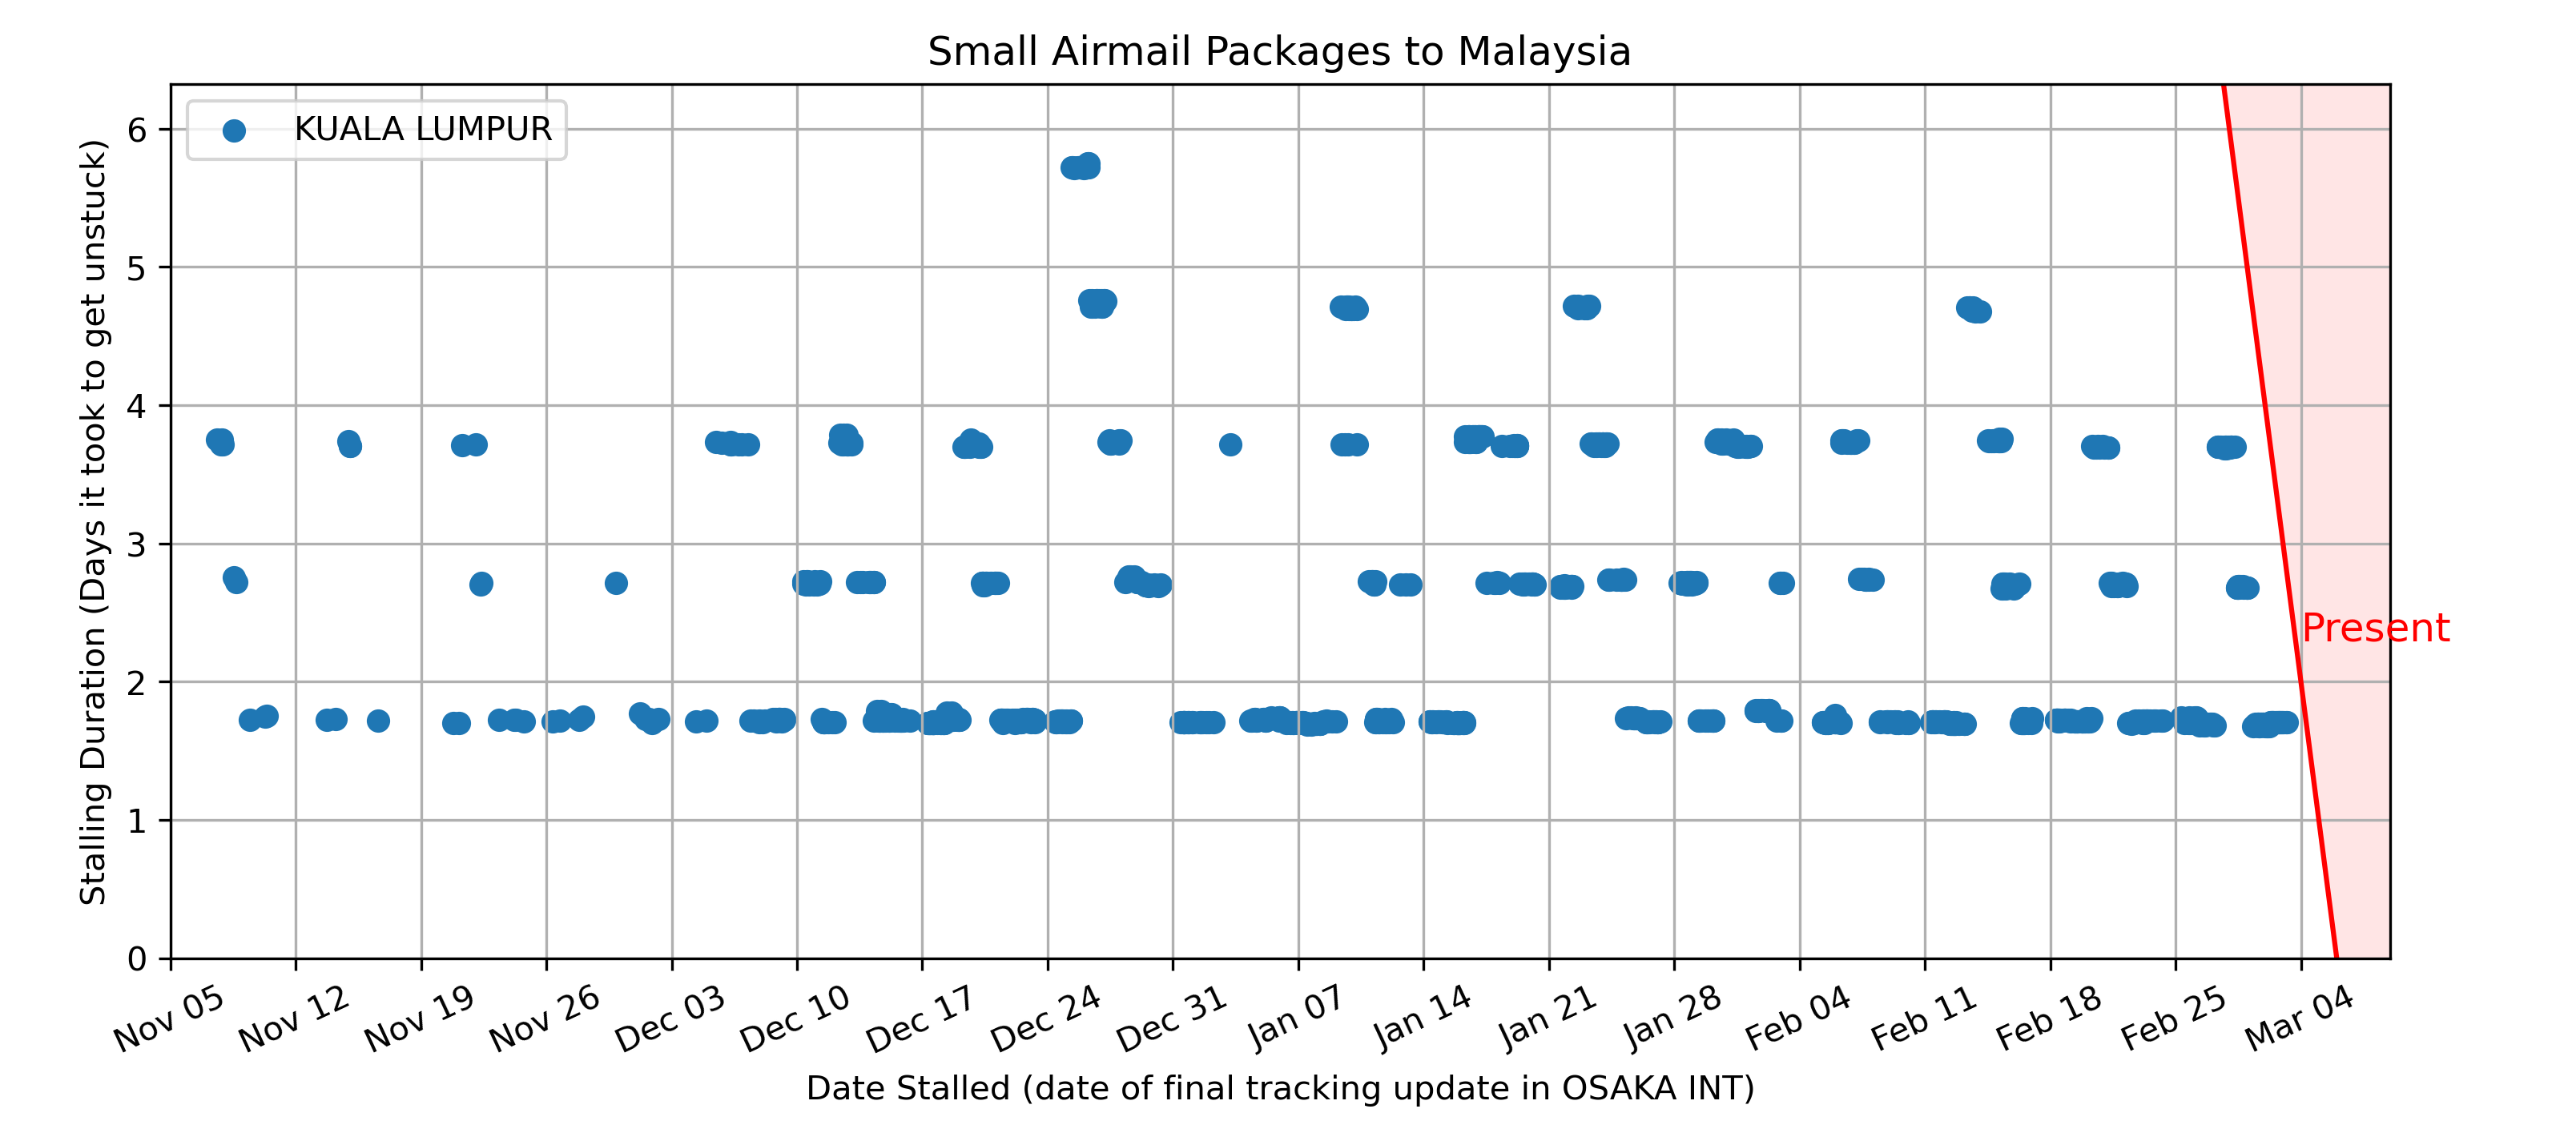 Small Airmail Packages to Malaysia
KUALA LUMPUR
Stalling Duration (Days it took to get unstuck)
6
5
4
3
2
1
0
Present
Nov 05
Nov 12
Nov 19
Nov 26
Dec 03
Dec 10
Dec 17
Dec 24
Dec 31
Jan 07
Jan 14
Jan 21
Jan 28
Feb 04
Feb 11
Feb 18
Feb 25
Mar 04
Date Stalled (date of final tracking update in OSAKA INT)